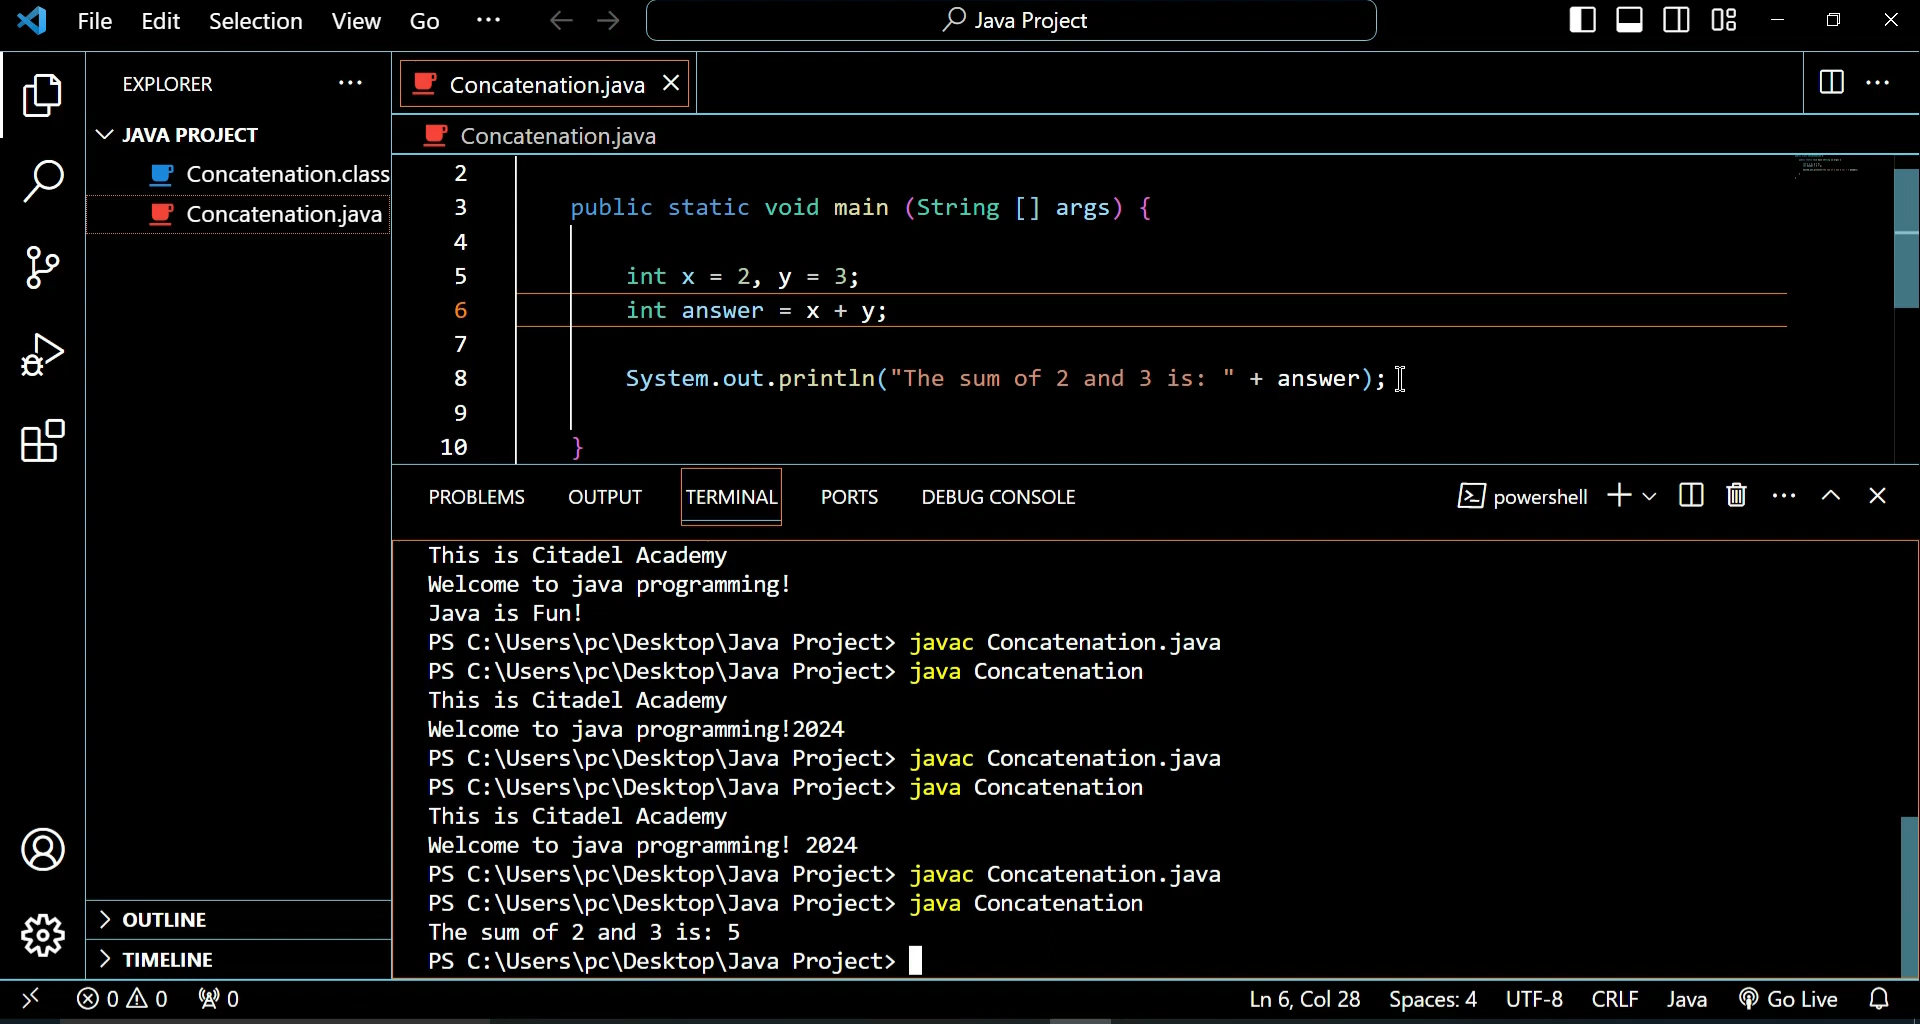 File Edit Selection View Go ··· Java Project
EXPLORER ···
JAVA PROJECT
Concatenation.class
Concatenation.java
OUTLINE
TIMELINE
Concatenation.java
Concatenation.java
2
3 public static void main (String [] args) {
4
5 int x = 2, y = 3;
6 int answer = x + y;
7
8 System.out.println("The sum of 2 and 3 is: " + answer);
9
10 }
PROBLEMS OUTPUT TERMINAL PORTS DEBUG CONSOLE powershell
This is Citadel Academy
Welcome to java programming!
Java is Fun!
PS C:\Users\pc\Desktop\Java Project> javac Concatenation.java
PS C:\Users\pc\Desktop\Java Project> java Concatenation
This is Citadel Academy
Welcome to java programming!2024
PS C:\Users\pc\Desktop\Java Project> javac Concatenation.java
PS C:\Users\pc\Desktop\Java Project> java Concatenation
This is Citadel Academy
Welcome to java programming! 2024
PS C:\Users\pc\Desktop\Java Project> javac Concatenation.java
PS C:\Users\pc\Desktop\Java Project> java Concatenation
The sum of 2 and 3 is: 5
PS C:\Users\pc\Desktop\Java Project>
0 0 0 Ln 6, Col 28 Spaces: 4 UTF-8 CRLF Java Go Live